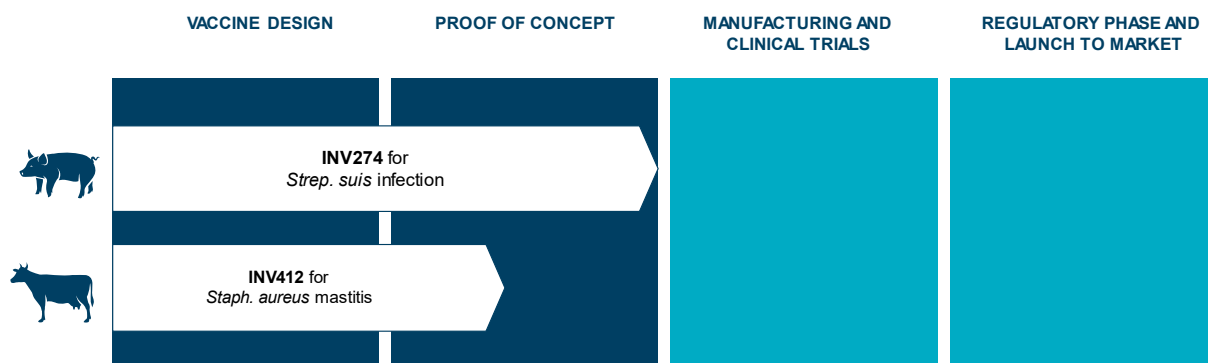 VACCINE DESIGN
PROOF OF CONCEPT
MANUFACTURING AND
CLINICAL TRIALS
REGULATORY PHASE AND
LAUNCH TO MARKET
INV274 for
Strep. suis infection
INV412 for
Staph. aureus mastitis